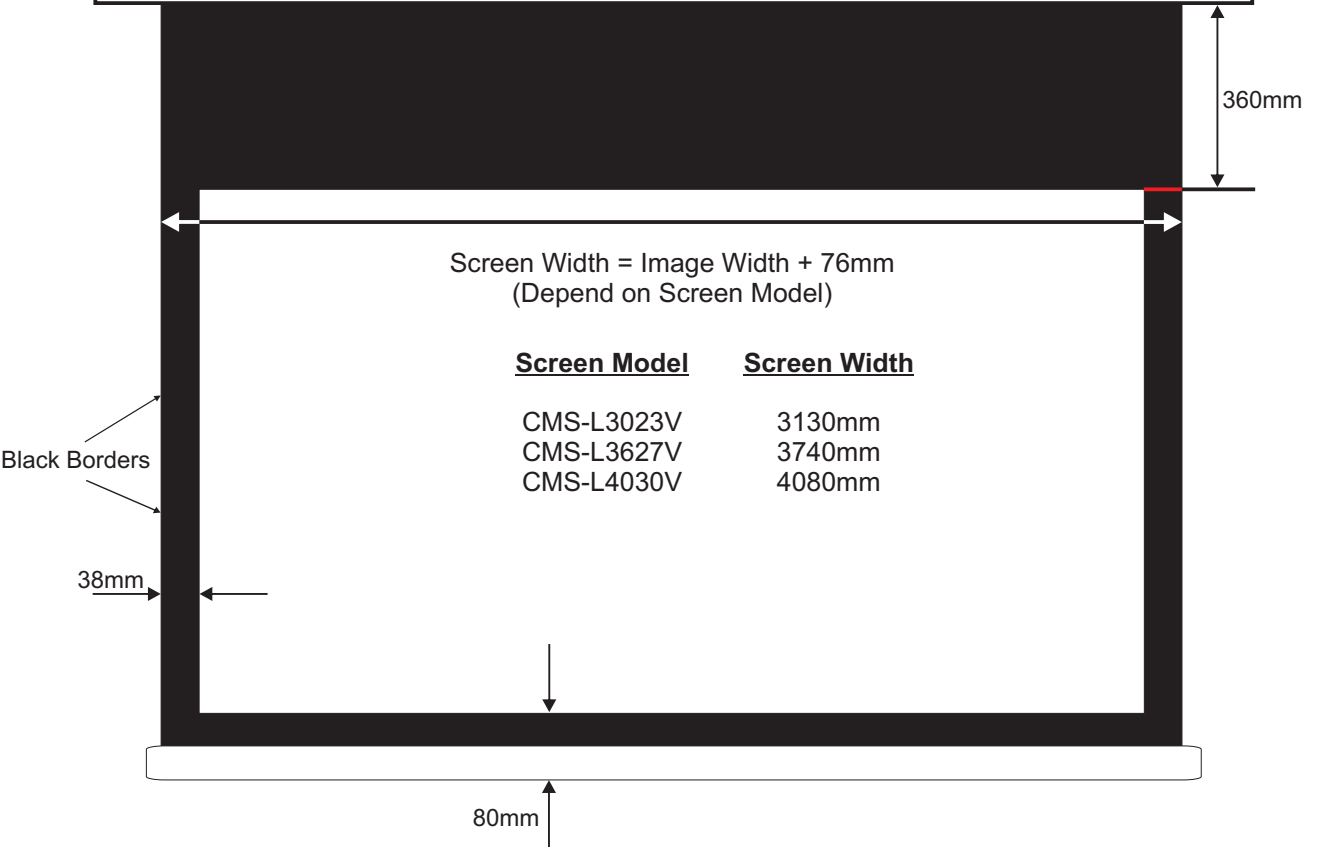 360mm
Screen Width = Image Width + 76mm
(Depend on Screen Model)
Screen Model Screen Width
CMS-L3023V 3130mm
CMS-L3627V 3740mm
CMS-L4030V 4080mm
Black Borders
38mm
80mm